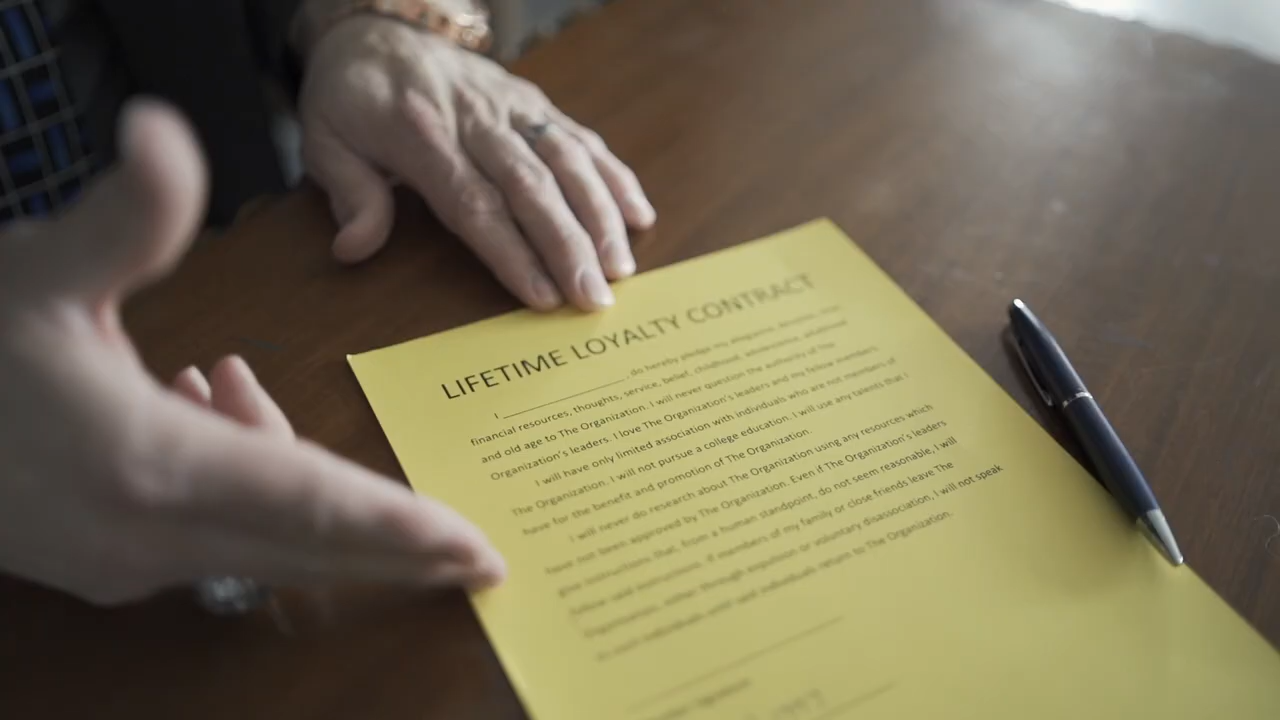 LIFETIME LOYALTY CONTRACT
I ____________, do hereby pledge my allegiance, devotion,
financial resources, thoughts, service, belief, childhood, adolescence, adulthood
and old age to The Organization. I will never question the authority of The
Organization's leaders. I love The Organization's leaders and my fellow members.
I will have only limited association with individuals who are not members of
The Organization. I will not pursue a college education. I will use any talents that I
have for the benefit and promotion of The Organization.
I will never do research about The Organization using any resources which
have not been approved by The Organization. Even if The Organization's leaders
give instructions that, from a human standpoint, do not seem reasonable, I will
follow said instructions. If members of my family or close friends leave The
Organization, either through expulsion or voluntary disassociation, I will not speak
to said individuals until said individuals return to The Organization.